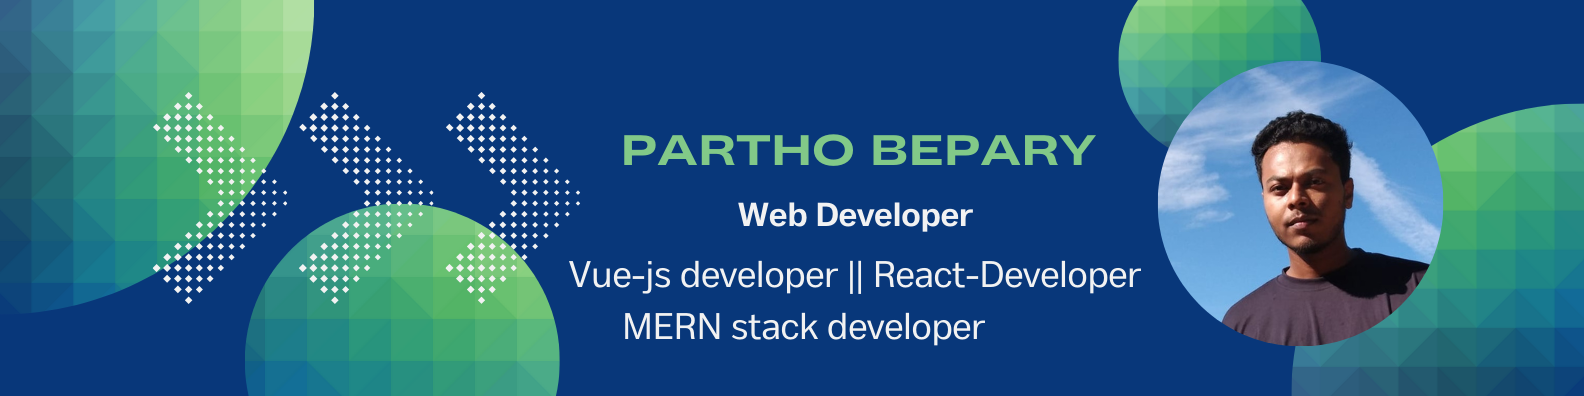 PARTHO BEPARY
Web Developer
Vue-js developer || React-Developer
MERN stack developer